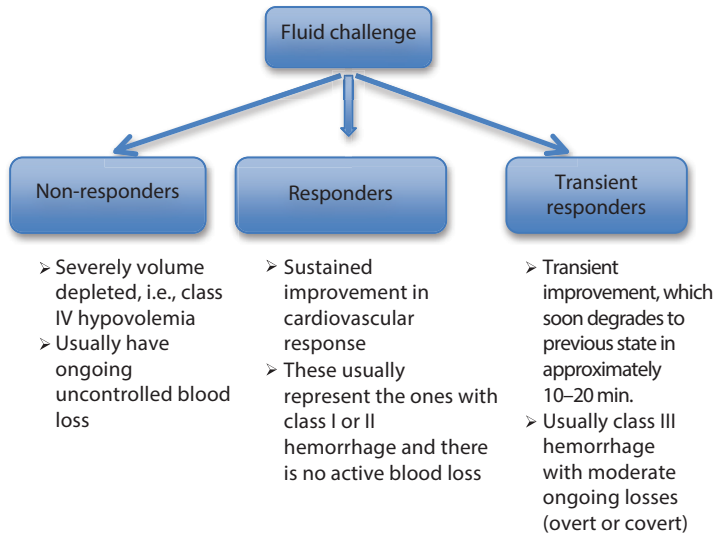 Fluid challenge
Non-responders
Responders
Transient
responders
➢ Severely volume
depleted, i.e., class
IV hypovolemia
➢ Usually have
ongoing
uncontrolled blood
loss
➢ Sustained
improvement in
cardiovascular
response
➢ These usually
represent the ones with
class I or II
hemorrhage and there
is no active blood loss
➢ Transient
improvement, which
soon degrades to
previous state in
approximately
10–20 min.
➢ Usually class III
hemorrhage
with moderate
ongoing losses
(overt or covert)